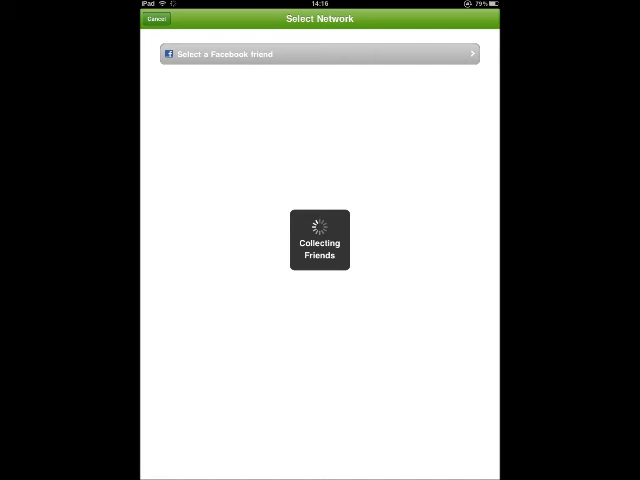 iPad 14:16 79%
Cancel Select Network
Select a Facebook friend
Collecting
Friends